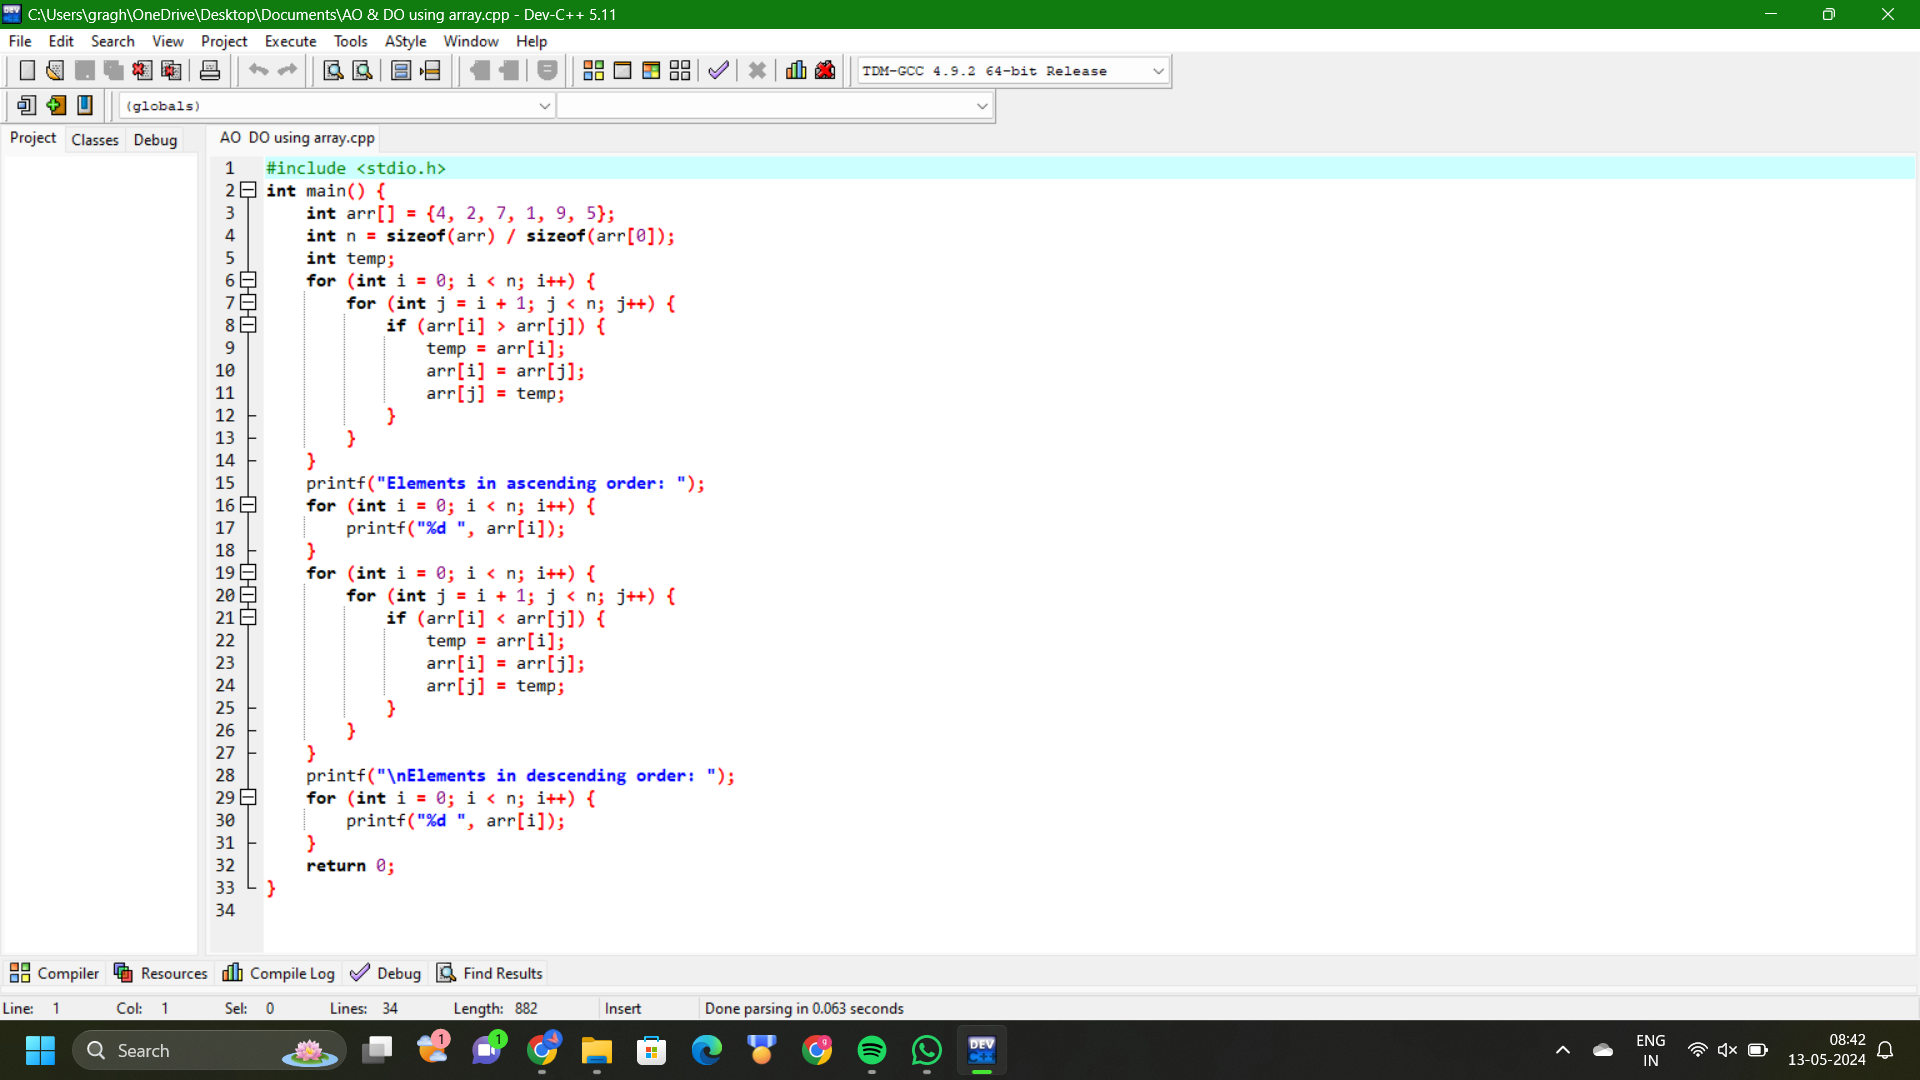 C:\Users\gragh\OneDrive\Desktop\Documents\AO & DO using array.cpp - Dev-C++ 5.11
File Edit Search View Project Execute Tools AStyle Window Help
TDM-GCC 4.9.2 64-bit Release
(globals)
Project Classes Debug AO DO using array.cpp
1 #include <stdio.h>
2 int main() {
3 int arr[] = {4, 2, 7, 1, 9, 5};
4 int n = sizeof(arr) / sizeof(arr[0]);
5 int temp;
6 for (int i = 0; i < n; i++) {
7 for (int j = i + 1; j < n; j++) {
8 if (arr[i] > arr[j]) {
9 temp = arr[i];
10 arr[i] = arr[j];
11 arr[j] = temp;
12 }
13 }
14 }
15 printf("Elements in ascending order: ");
16 for (int i = 0; i < n; i++) {
17 printf("%d ", arr[i]);
18 }
19 for (int i = 0; i < n; i++) {
20 for (int j = i + 1; j < n; j++) {
21 if (arr[i] < arr[j]) {
22 temp = arr[i];
23 arr[i] = arr[j];
24 arr[j] = temp;
25 }
26 }
27 }
28 printf("\nElements in descending order: ");
29 for (int i = 0; i < n; i++) {
30 printf("%d ", arr[i]);
31 }
32 return 0;
33 }
34
Compiler Resources Compile Log Debug Find Results
Line: 1 Col: 1 Sel: 0 Lines: 34 Length: 882 Insert Done parsing in 0.063 seconds
Search 1 1 9 DEV C++ ENG 08:42
IN 13-05-2024